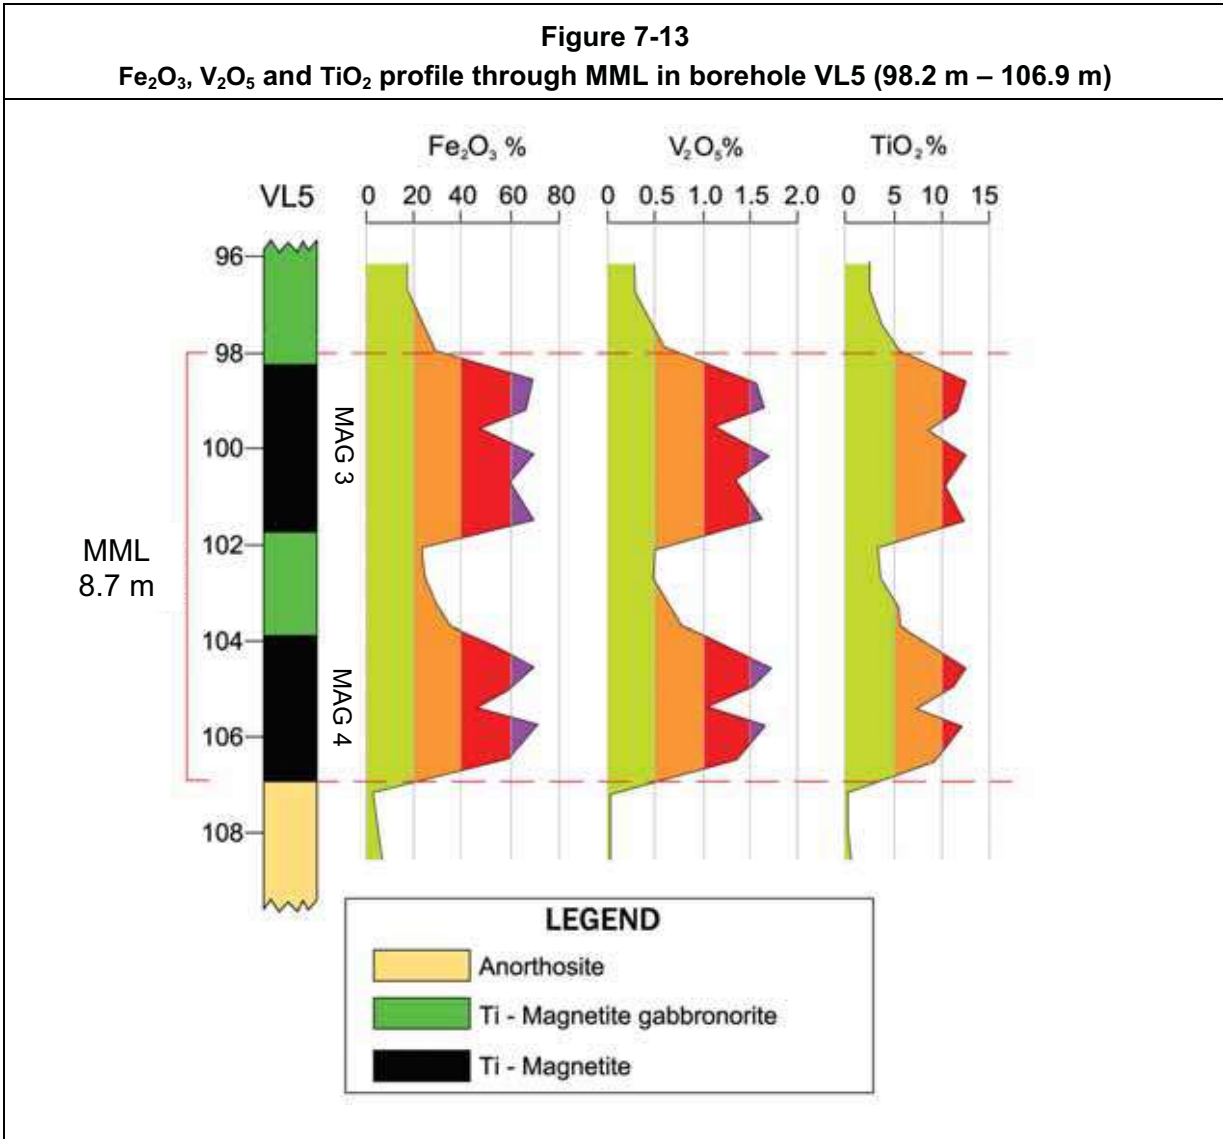 Figure 7-13
Fe₂O₃, V₂O₅ and TiO₂ profile through MML in borehole VL5 (98.2 m – 106.9 m)
Fe₂O₃ % V₂O₅% TiO₂%
VL5 0 20 40 60 80 0 0.5 1.0 1.5 2.0 0 5 10 15
96
98
100
102
104
106
108
MAG 3
MAG 4
MML
8.7 m
LEGEND
Anorthosite
Ti - Magnetite gabbronorite
Ti - Magnetite